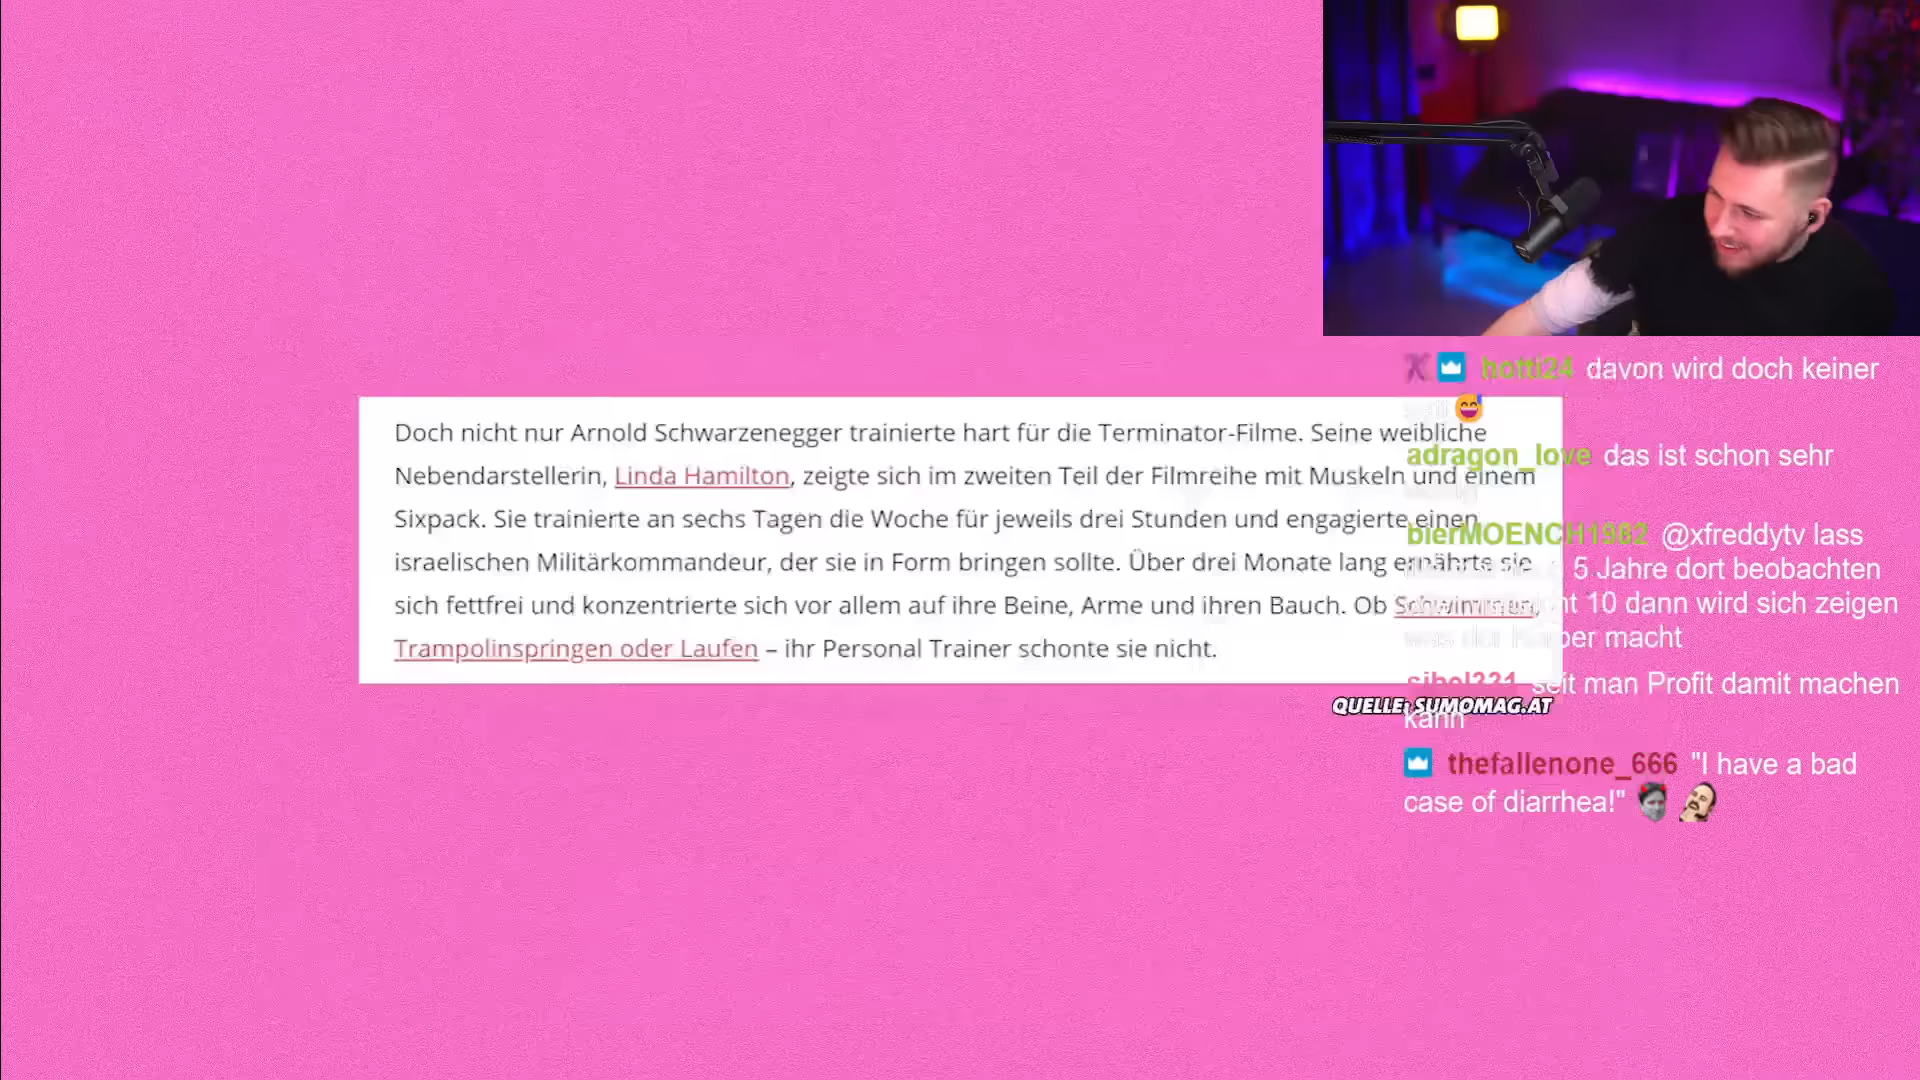 Doch nicht nur Arnold Schwarzenegger trainierte hart für die Terminator-Filme. Seine weibliche
Nebendarstellerin, Linda Hamilton, zeigte sich im zweiten Teil der Filmreihe mit Muskeln und einem
Sixpack. Sie trainierte an sechs Tagen die Woche für jeweils drei Stunden und engagierte einen
israelischen Militärkommandeur, der sie in Form bringen sollte. Über drei Monate lang ernährte sie
sich fettfrei und konzentrierte sich vor allem auf ihre Beine, Arme und ihren Bauch. Ob Schwimmen,
Trampolinspringen oder Laufen – ihr Personal Trainer schonte sie nicht.
QUELLE: SUMOMAG.AT
hotti24 davon wird doch keiner
adragon_love das ist schon sehr
bierMOENCH1982 @xfreddytv lass
5 Jahre dort beobachten
10 dann wird sich zeigen
was der Körper macht
sibol331 seit man Profit damit machen
kann
thefallenone_666 "I have a bad
case of diarrhea!"